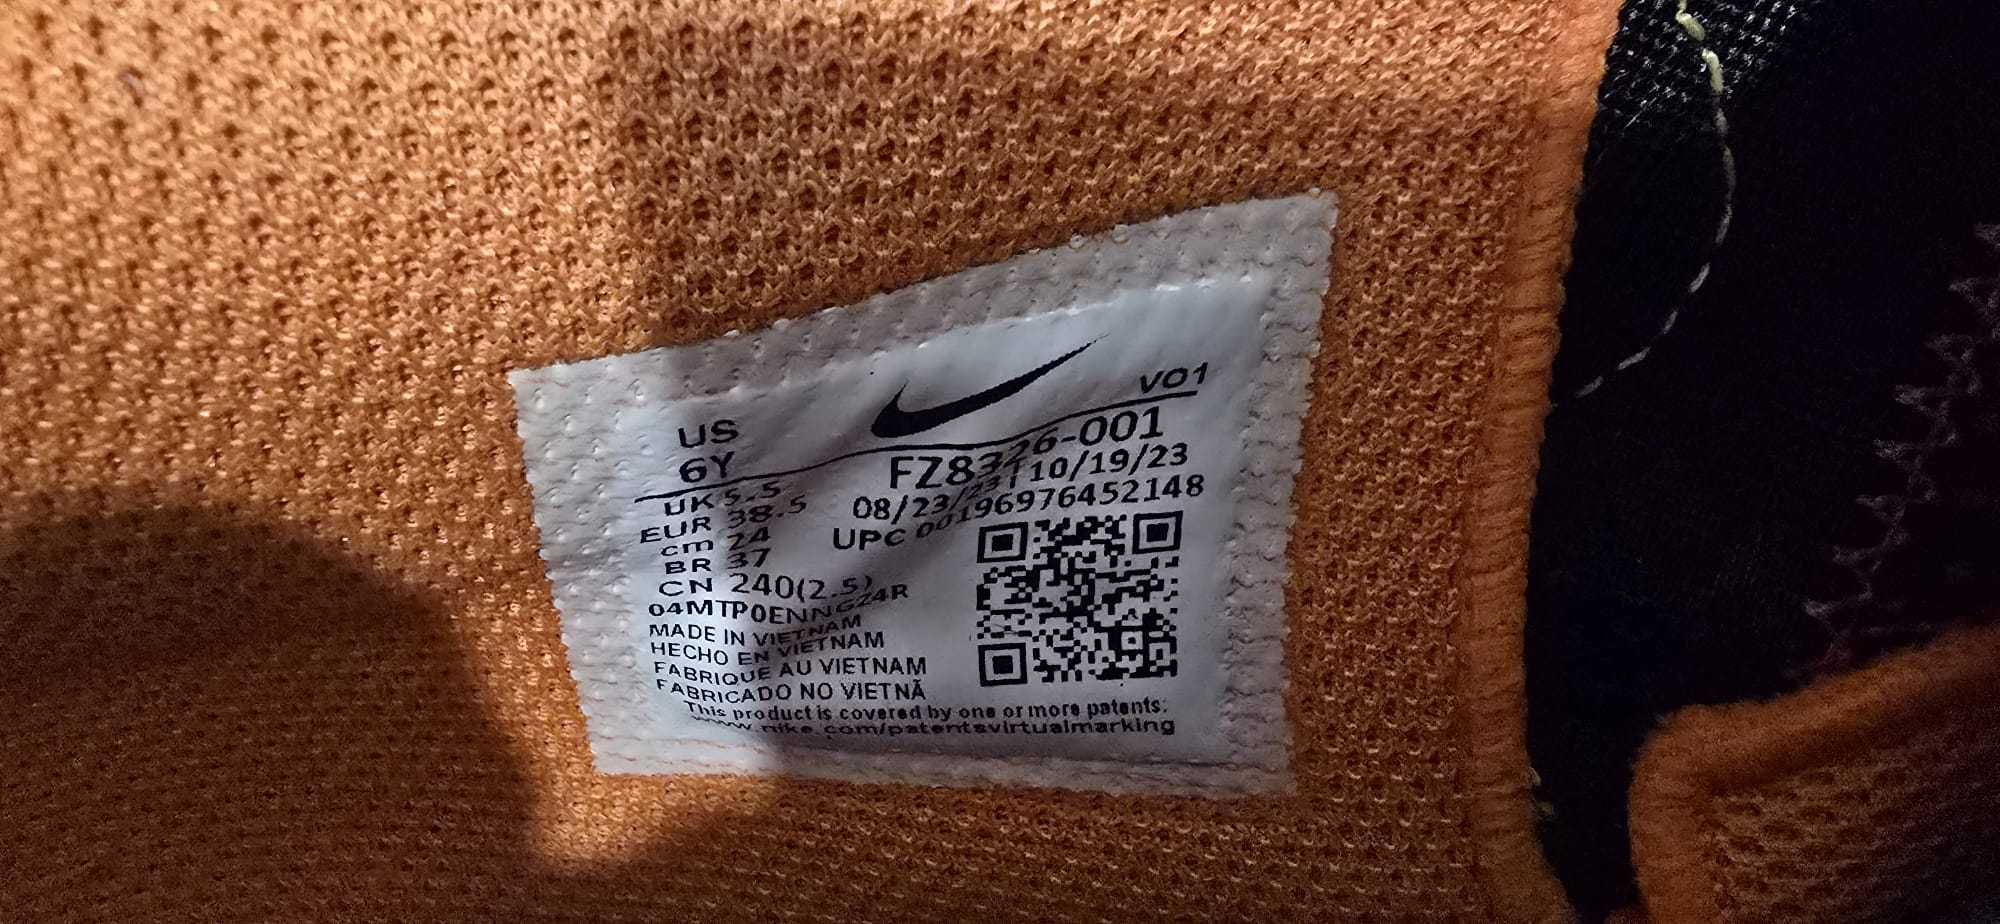 VO1
US
6Y
UK 5.5
EUR 38.5
cm 24
BR 37
CN 240(2.5)
FZ8326-001
08/23/23 10/19/23
UPC 00196976452148
04MTP0ENNG24R
MADE IN VIETNAM
HECHO EN VIETNAM
FABRIQUE AU VIETNAM
FABRICADO NO VIETNÃ
This product is covered by one or more patents:
www.nike.com/patentsvirtualmarking